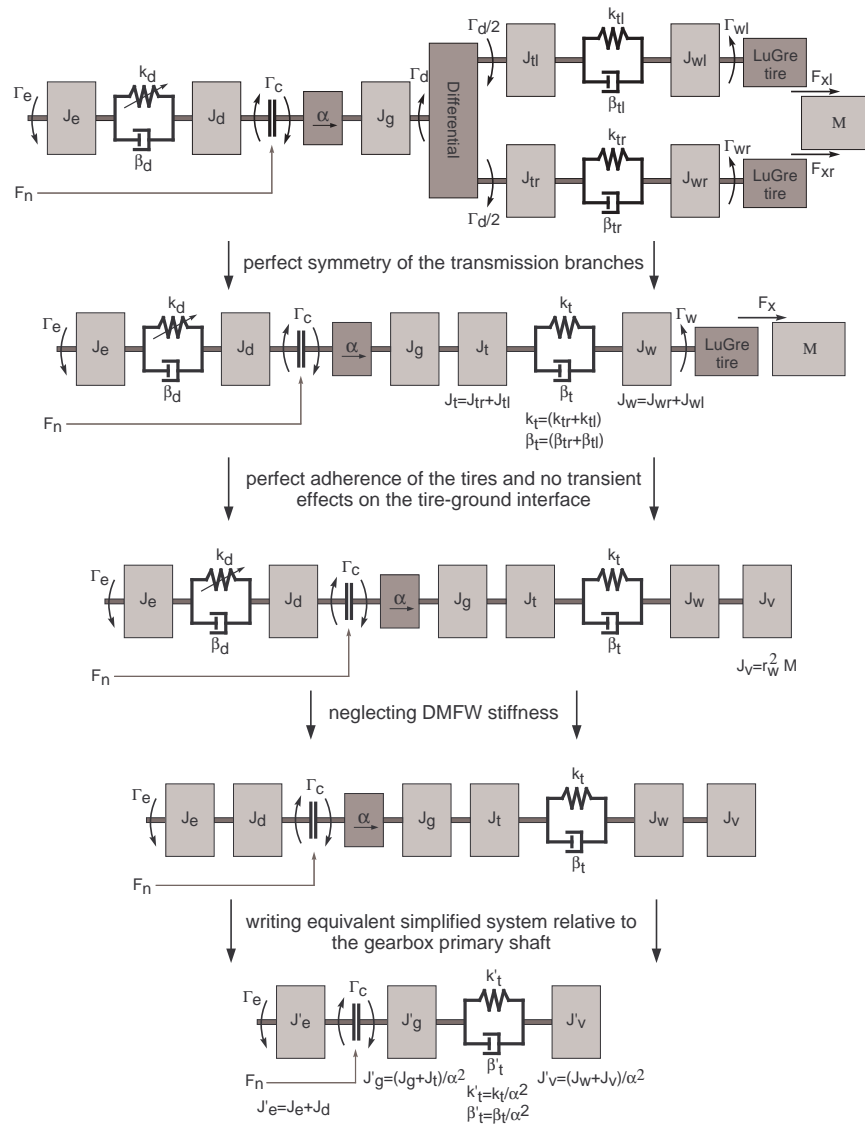 Γe Je kd βd Jd Γc α Jg Γd Differential Γd/2 Jtl ktl βtl Jwl Γwl LuGre tire Fxl M
Fn Γd/2 Jtr ktr βtr Jwr Γwr LuGre tire Fxr
perfect symmetry of the transmission branches
Γe Je kd βd Jd Γc α Jg Jt kt βt Jw Γw LuGre tire Fx M
Fn
Jt=Jtr+Jtl
kt=(ktr+ktl)
βt=(βtr+βtl)
Jw=Jwr+Jwl
perfect adherence of the tires and no transient
effects on the tire-ground interface
Γe Je kd βd Jd Γc α Jg Jt kt βt Jw Jv
Fn
Jv=rw² M
neglecting DMFW stiffness
Γe Je Jd Γc α Jg Jt kt βt Jw Jv
Fn
writing equivalent simplified system relative to
the gearbox primary shaft
Γe J'e Γc J'g k't β't J'v
Fn
J'e=Je+Jd
J'g=(Jg+Jt)/α²
k't=kt/α²
β't=βt/α²
J'v=(Jw+Jv)/α²